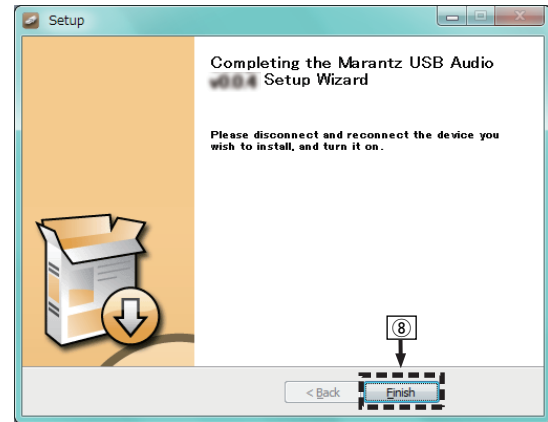 Setup
Completing the Marantz USB Audio
Setup Wizard
Please disconnect and reconnect the device you
wish to install, and turn it on.
⑧
< Back
Finish